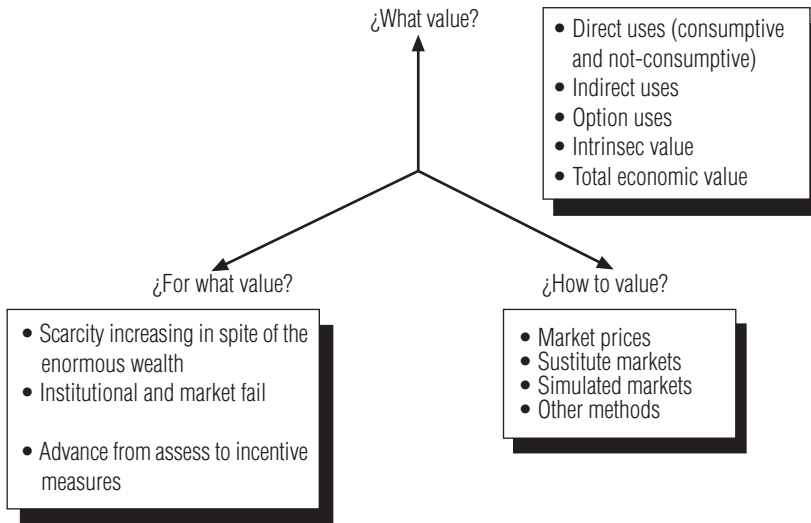 ¿What value?
• Direct uses (consumptive
and not-consumptive)
• Indirect uses
• Option uses
• Intrinsec value
• Total economic value
¿For what value?
• Scarcity increasing in spite of the
enormous wealth
• Institutional and market fail
• Advance from assess to incentive
measures
¿How to value?
• Market prices
• Sustitute markets
• Simulated markets
• Other methods